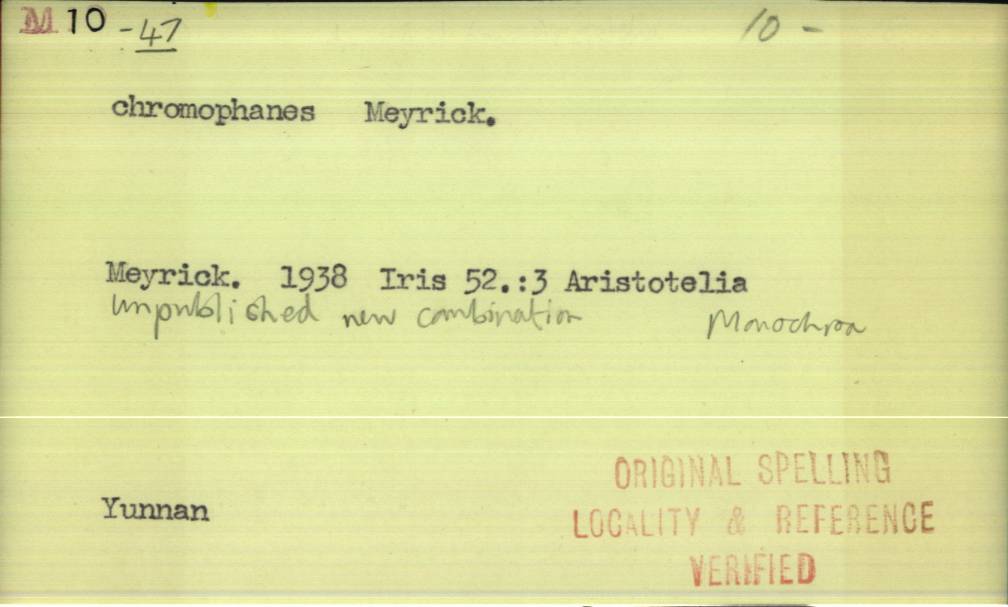 M 10 - 47 10 -
chromophanes Meyrick.
Meyrick. 1938 Iris 52.:3 Aristotelia
Unpublished new combination Monochroa
ORIGINAL SPELLING
LOCALITY & REFERENCE
VERIFIED
Yunnan